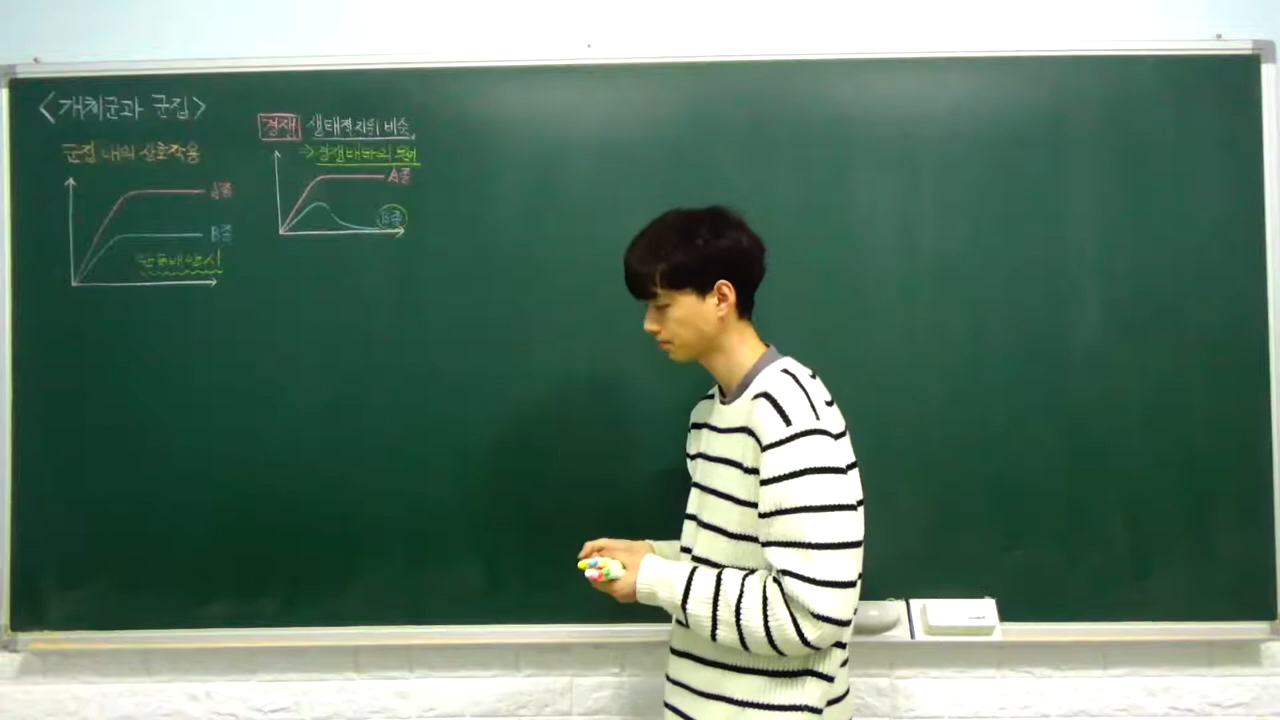 <개체군과 군집>
군집 내의 상호작용
A종
B종
단독배양시
경쟁 생태적지위 비슷
→ 경쟁배타의 원리
A종
B종